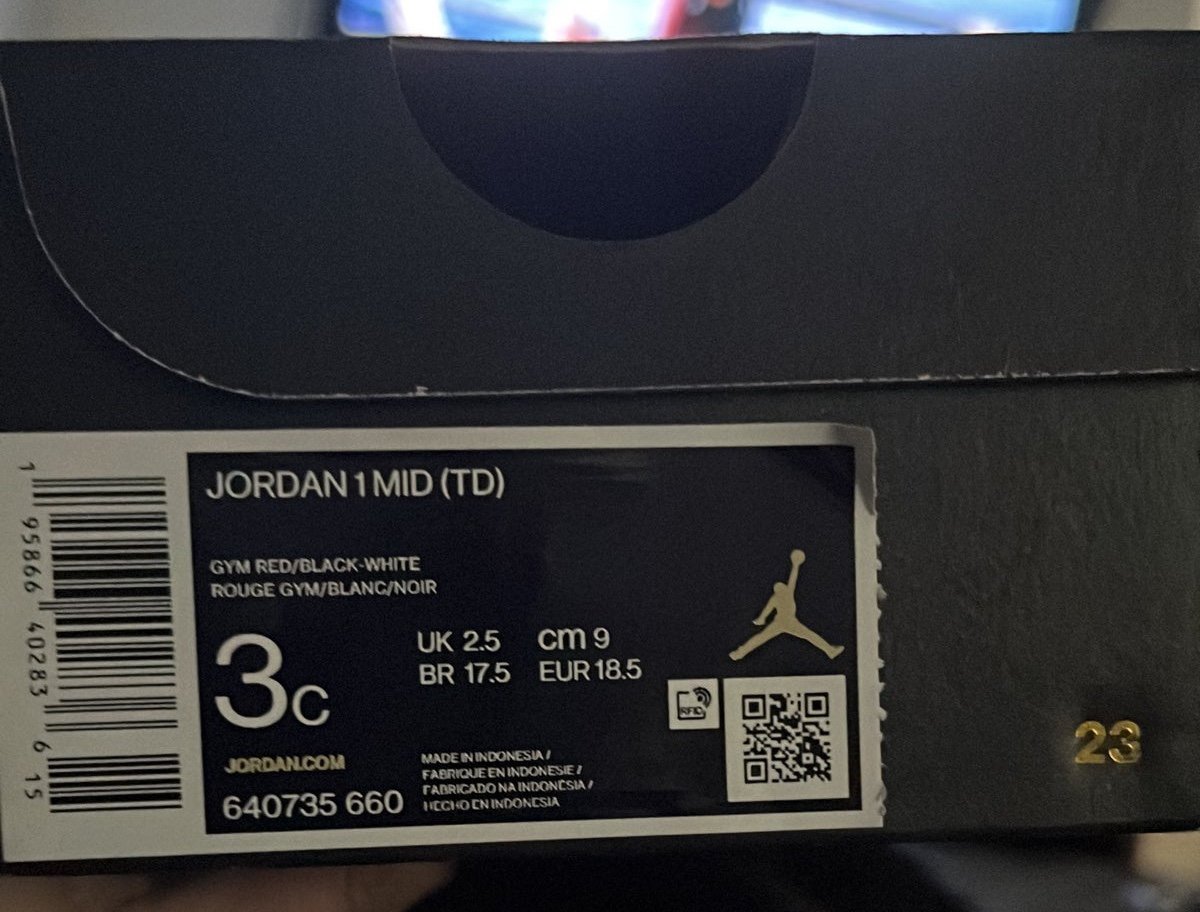 JORDAN 1 MID (TD)
GYM RED/BLACK-WHITE
ROUGE GYM/BLANC/NOIR
3C
UK 2.5 cm 9
BR 17.5 EUR 18.5
RFID
JORDAN.COM
640735 660
MADE IN INDONESIA /
FABRIQUE EN INDONESIE /
FABRICADO NA INDONESIA /
HECHO EN INDONESIA
1 95866 40283 6 15
23